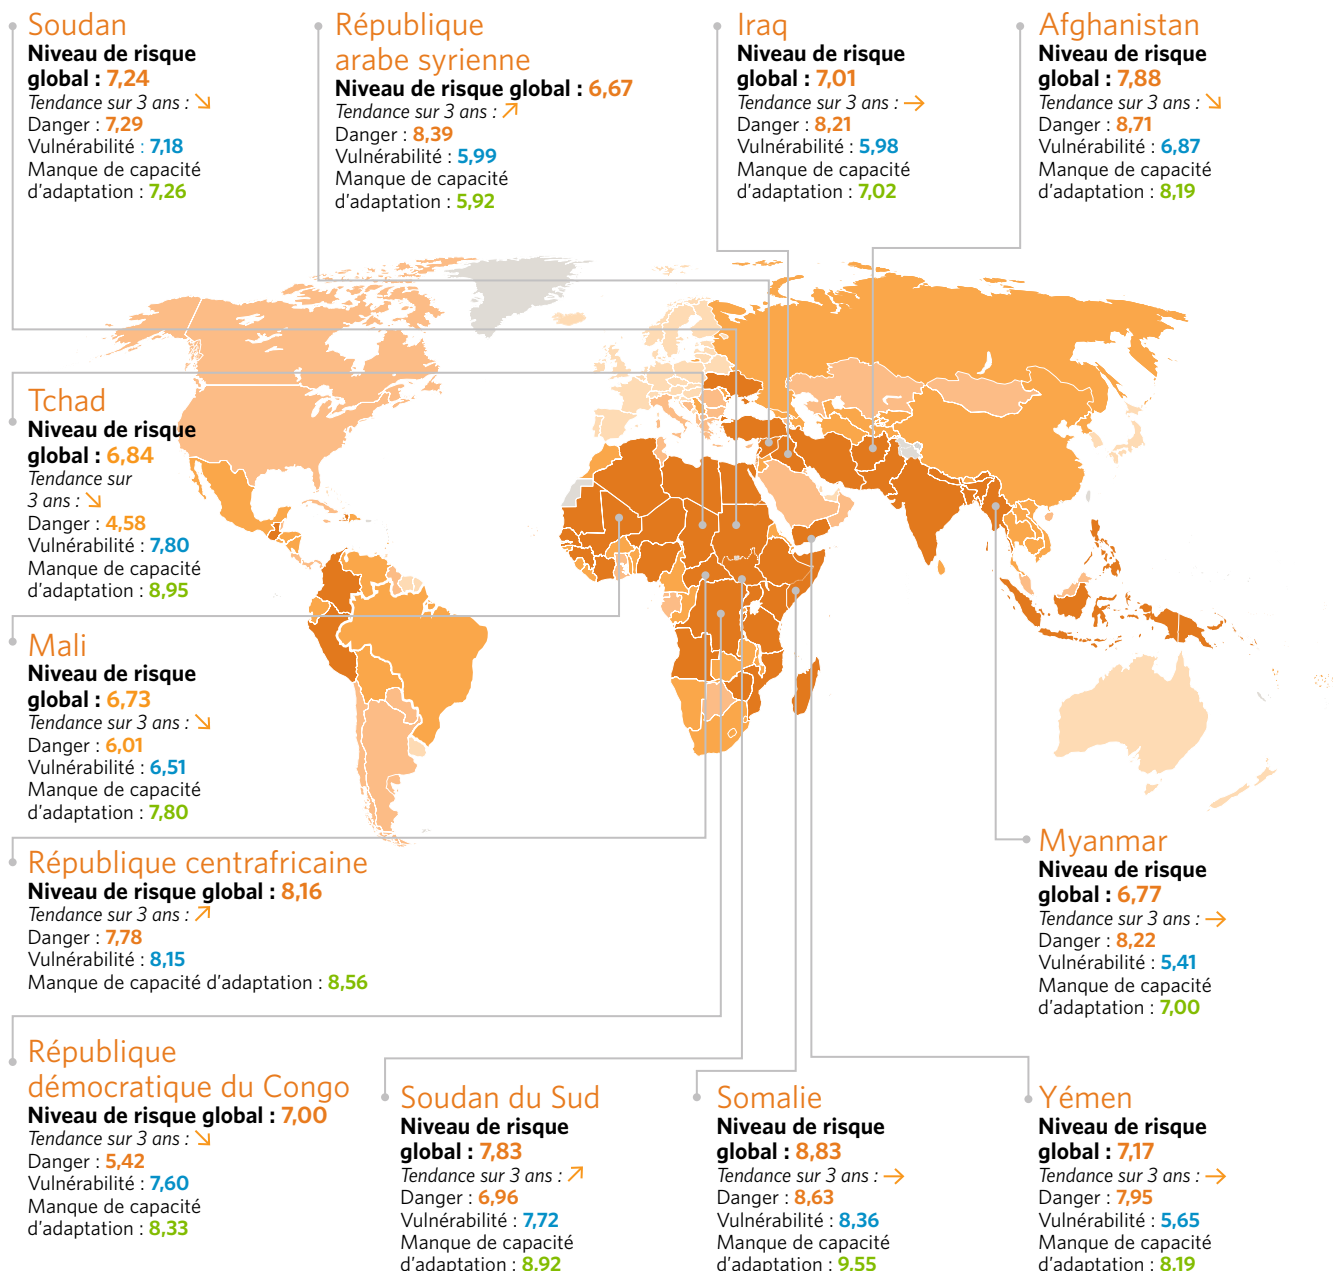 Soudan
Niveau de risque
global : 7,24
Tendance sur 3 ans : ↘
Danger : 7,29
Vulnérabilité : 7,18
Manque de capacité
d'adaptation : 7,26
République
arabe syrienne
Niveau de risque global : 6,67
Tendance sur 3 ans : ↗
Danger : 8,39
Vulnérabilité : 5,99
Manque de capacité
d'adaptation : 5,92
Iraq
Niveau de risque
global : 7,01
Tendance sur 3 ans : →
Danger : 8,21
Vulnérabilité : 5,98
Manque de capacité
d'adaptation : 7,02
Afghanistan
Niveau de risque
global : 7,88
Tendance sur 3 ans : ↘
Danger : 8,71
Vulnérabilité : 6,87
Manque de capacité
d'adaptation : 8,19
Tchad
Niveau de risque
global : 6,84
Tendance sur
3 ans : ↘
Danger : 4,58
Vulnérabilité : 7,80
Manque de capacité
d'adaptation : 8,95
Mali
Niveau de risque
global : 6,73
Tendance sur 3 ans : ↘
Danger : 6,01
Vulnérabilité : 6,51
Manque de capacité
d'adaptation : 7,80
République centrafricaine
Niveau de risque global : 8,16
Tendance sur 3 ans : ↗
Danger : 7,78
Vulnérabilité : 8,15
Manque de capacité d'adaptation : 8,56
Myanmar
Niveau de risque
global : 6,77
Tendance sur 3 ans : →
Danger : 8,22
Vulnérabilité : 5,41
Manque de capacité
d'adaptation : 7,00
République
démocratique du Congo
Niveau de risque global : 7,00
Tendance sur 3 ans : ↘
Danger : 5,42
Vulnérabilité : 7,60
Manque de capacité
d'adaptation : 8,33
Soudan du Sud
Niveau de risque
global : 7,83
Tendance sur 3 ans : ↗
Danger : 6,96
Vulnérabilité : 7,72
Manque de capacité
d'adaptation : 8,92
Somalie
Niveau de risque
global : 8,83
Tendance sur 3 ans : →
Danger : 8,63
Vulnérabilité : 8,36
Manque de capacité
d'adaptation : 9,55
Yémen
Niveau de risque
global : 7,17
Tendance sur 3 ans : →
Danger : 7,95
Vulnérabilité : 5,65
Manque de capacité
d'adaptation : 8,19